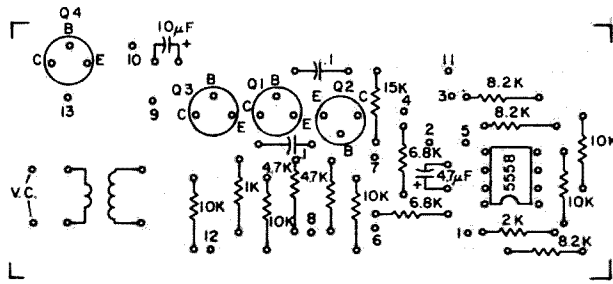 Q4
B
C E
10µF
+
10
13
9
Q3 B
C E
Q1 B
C E
.1
E Q2 C
B
.1
15K
4
11
3
8.2K
8.2K
2
5
10K
7
6.8K
+ 4.7µF
5558
10K
V.C.
10K
12
1K
4.7K
10K
4.7K
8
10K
6.8K
6
1
2K
8.2K